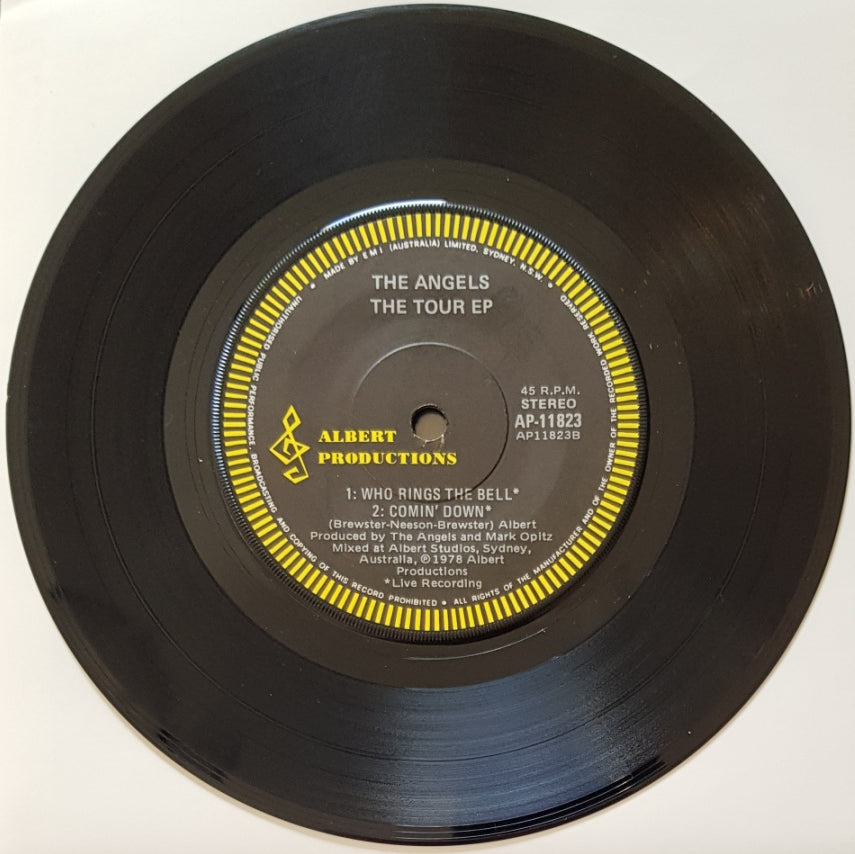 • MADE BY E M I (AUSTRALIA) LIMITED, SYDNEY, N.S.W. •
UNAUTHORISED PUBLIC PERFORMANCE, BROADCASTING AND COPYING OF THIS RECORD PROHIBITED • ALL RIGHTS OF THE MANUFACTURER AND OF THE OWNER OF THE RECORDED WORK RESERVED
THE ANGELS
THE TOUR EP
45 R.P.M.
STEREO
AP-11823
AP11823B
ALBERT
PRODUCTIONS
1: WHO RINGS THE BELL*
2: COMIN' DOWN*
(Brewster-Neeson-Brewster) Albert
Produced by The Angels and Mark Opitz
Mixed at Albert Studios, Sydney,
Australia, ℗1978 Albert
Productions
*Live Recording